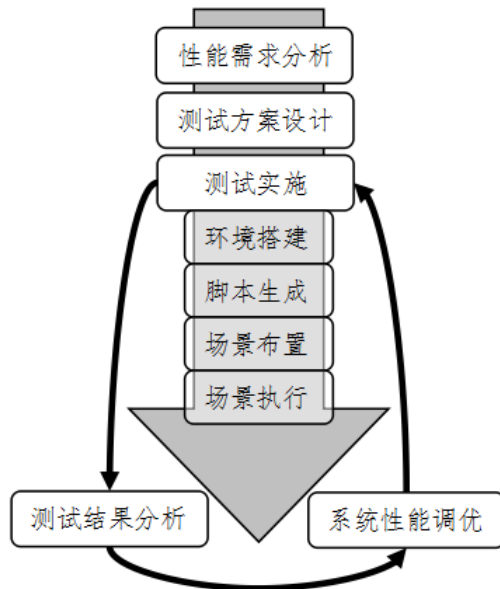 性能需求分析
测试方案设计
测试实施
环境搭建
脚本生成
场景布置
场景执行
测试结果分析
系统性能调优